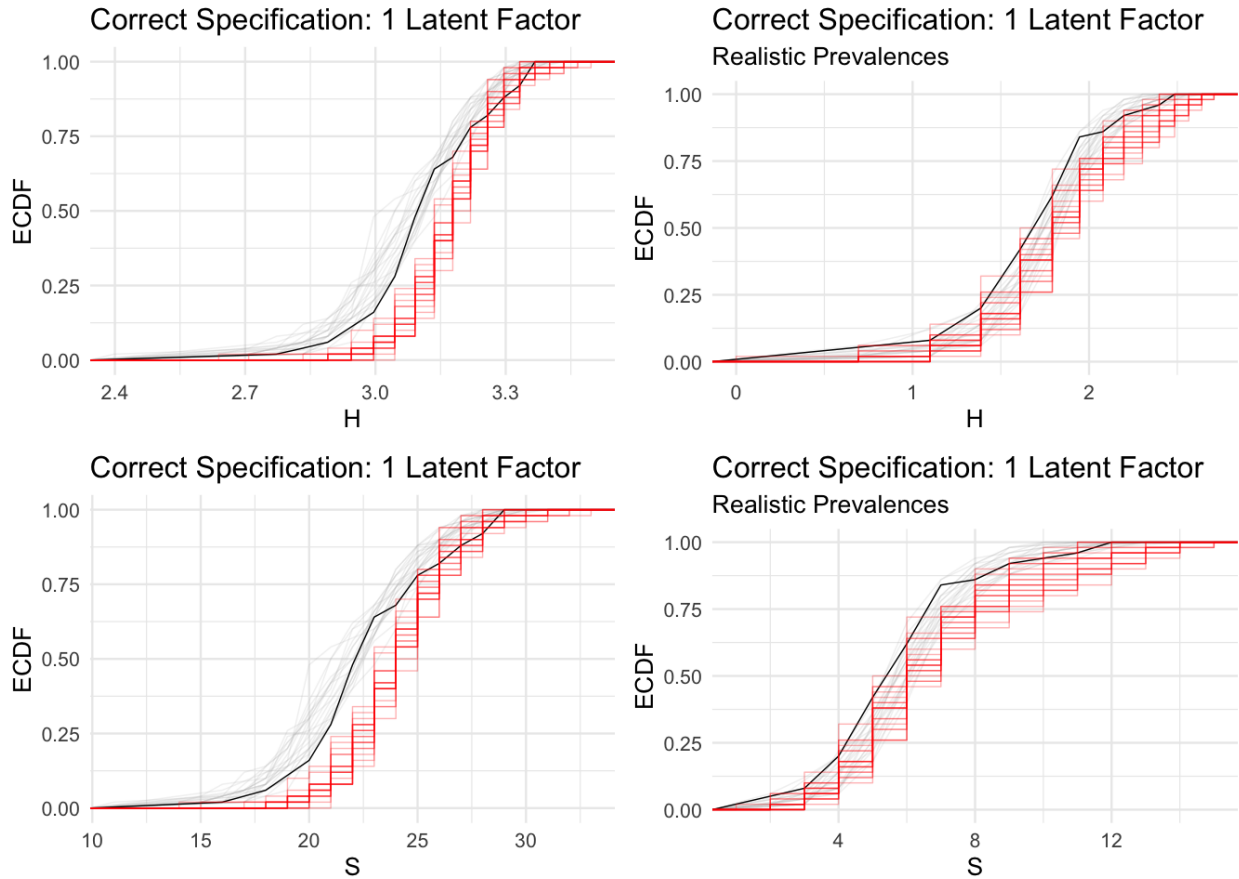 Correct Specification: 1 Latent Factor
1.00
0.75
0.50
0.25
0.00
ECDF
2.4 2.7 3.0 3.3
H
Correct Specification: 1 Latent Factor
Realistic Prevalences
1.00
0.75
0.50
0.25
0.00
ECDF
0 1 2
H
Correct Specification: 1 Latent Factor
1.00
0.75
0.50
0.25
0.00
ECDF
10 15 20 25 30
S
Correct Specification: 1 Latent Factor
Realistic Prevalences
1.00
0.75
0.50
0.25
0.00
ECDF
4 8 12
S